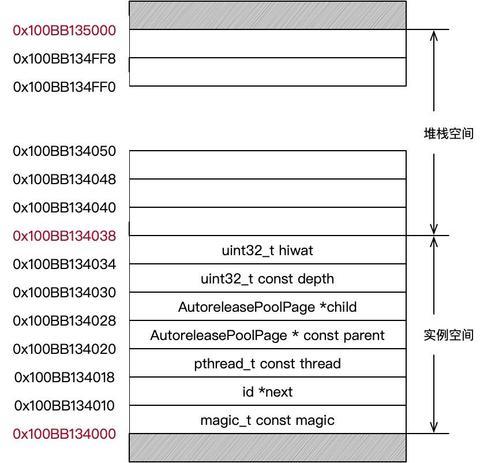 0x100BB135000
0x100BB134FF8
0x100BB134FF0
堆栈空间
0x100BB134050
0x100BB134048
0x100BB134040
0x100BB134038
uint32_t hiwat
0x100BB134034
uint32_t const depth
0x100BB134030
AutoreleasePoolPage *child
0x100BB134028
AutoreleasePoolPage * const parent
实例空间
0x100BB134020
pthread_t const thread
0x100BB134018
id *next
0x100BB134010
magic_t const magic
0x100BB134000